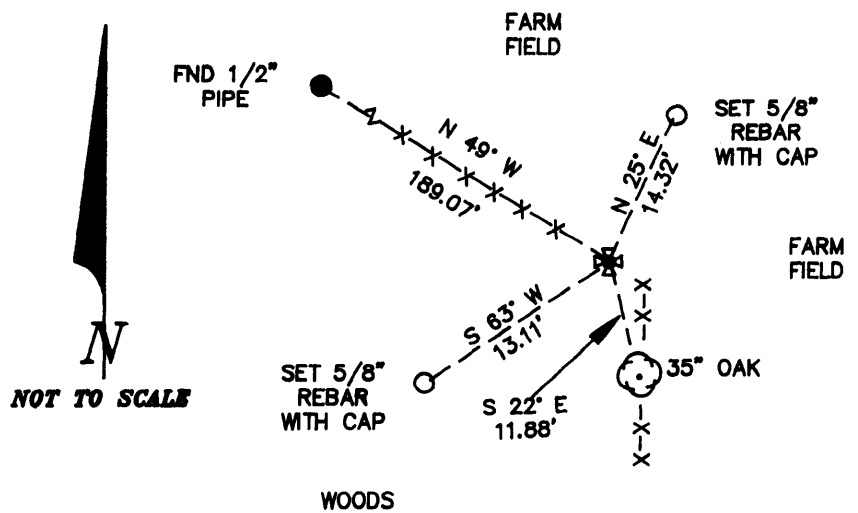 FARM
FIELD
FND 1/2"
PIPE
SET 5/8"
REBAR
WITH CAP
N 49° W
189.07'
N 25° E
14.32'
FARM
FIELD
S 63° W
13.11'
N
NOT TO SCALE
SET 5/8"
REBAR
WITH CAP
S 22° E
11.88'
35" OAK
WOODS